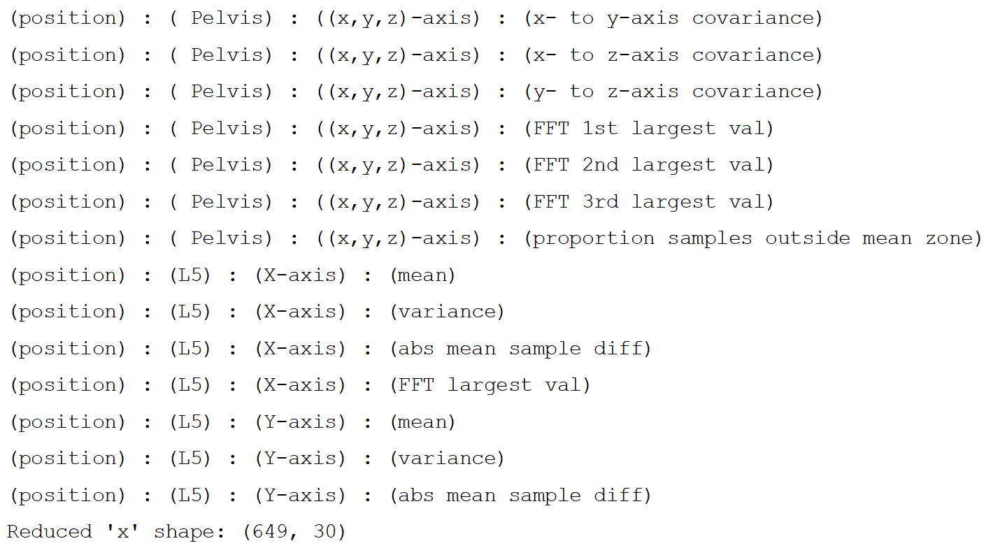 (position) : ( Pelvis) : ((x,y,z)-axis) : (x- to y-axis covariance)
(position) : ( Pelvis) : ((x,y,z)-axis) : (x- to z-axis covariance)
(position) : ( Pelvis) : ((x,y,z)-axis) : (y- to z-axis covariance)
(position) : ( Pelvis) : ((x,y,z)-axis) : (FFT 1st largest val)
(position) : ( Pelvis) : ((x,y,z)-axis) : (FFT 2nd largest val)
(position) : ( Pelvis) : ((x,y,z)-axis) : (FFT 3rd largest val)
(position) : ( Pelvis) : ((x,y,z)-axis) : (proportion samples outside mean zone)
(position) : (L5) : (X-axis) : (mean)
(position) : (L5) : (X-axis) : (variance)
(position) : (L5) : (X-axis) : (abs mean sample diff)
(position) : (L5) : (X-axis) : (FFT largest val)
(position) : (L5) : (Y-axis) : (mean)
(position) : (L5) : (Y-axis) : (variance)
(position) : (L5) : (Y-axis) : (abs mean sample diff)
Reduced 'x' shape: (649, 30)